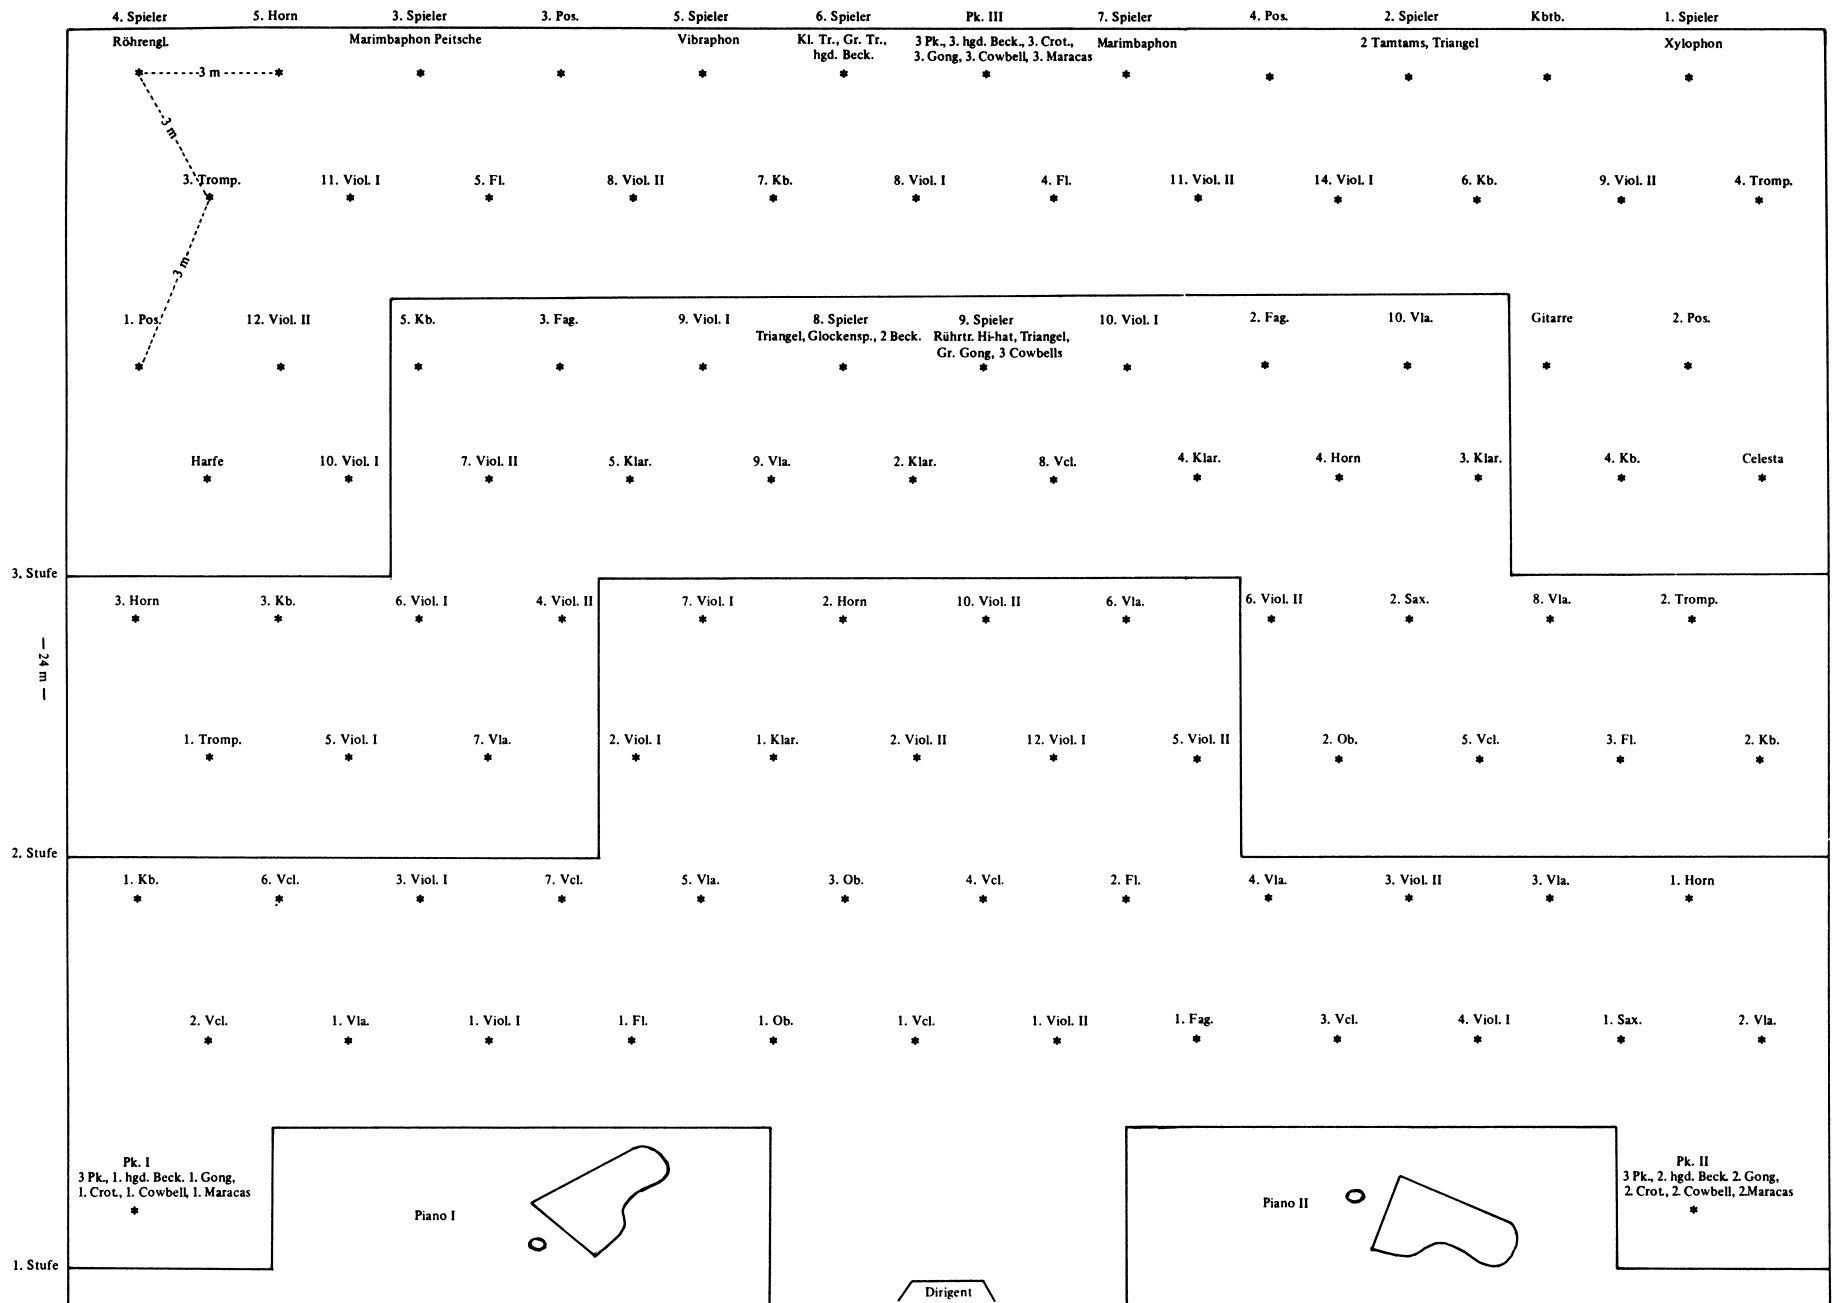 4. Spieler 5. Horn 3. Spieler 3. Pos. 5. Spieler 6. Spieler Pk. III 7. Spieler 4. Pos. 2. Spieler Kbtb. 1. Spieler
Röhrengl. Marimbaphon Peitsche Vibraphon Kl. Tr., Gr. Tr., 3 Pk., 3. hgd. Beck., 3. Crot., Marimbaphon 2 Tamtams, Triangel Xylophon
hgd. Beck. 3. Gong, 3. Cowbell, 3. Maracas
3 m
3 m
3. Tromp. 11. Viol. I 5. Fl. 8. Viol. II 7. Kb. 8. Viol. I 4. Fl. 11. Viol. II 14. Viol. I 6. Kb. 9. Viol. II 4. Tromp.
3 m
1. Pos. 12. Viol. II 5. Kb. 3. Fag. 9. Viol. I 8. Spieler 9. Spieler 10. Viol. I 2. Fag. 10. Vla. Gitarre 2. Pos.
Triangel, Glockensp., 2 Beck. Rührtr. Hi-hat, Triangel,
Gr. Gong, 3 Cowbells
Harfe 10. Viol. I 7. Viol. II 5. Klar. 9. Vla. 2. Klar. 8. Vcl. 4. Klar. 4. Horn 3. Klar. 4. Kb. Celesta
3. Stufe
3. Horn 3. Kb. 6. Viol. I 4. Viol. II 7. Viol. I 2. Horn 10. Viol. II 6. Vla. 6. Viol. II 2. Sax. 8. Vla. 2. Tromp.
— 24 m —
1. Tromp. 5. Viol. I 7. Vla. 2. Viol. I 1. Klar. 2. Viol. II 12. Viol. I 5. Viol. II 2. Ob. 5. Vcl. 3. Fl. 2. Kb.
2. Stufe
1. Kb. 6. Vcl. 3. Viol. I 7. Vcl. 5. Vla. 3. Ob. 4. Vcl. 2. Fl. 4. Vla. 3. Viol. II 3. Vla. 1. Horn
2. Vcl. 1. Vla. 1. Viol. I 1. Fl. 1. Ob. 1. Vcl. 1. Viol. II 1. Fag. 3. Vcl. 4. Viol. I 1. Sax. 2. Vla.
Pk. I Pk. II
3 Pk., 1. hgd. Beck. 1. Gong, 3 Pk., 2. hgd. Beck. 2. Gong,
1. Crot., 1. Cowbell, 1. Maracas 2. Crot., 2. Cowbell, 2. Maracas
Piano I Piano II
1. Stufe
Dirigent